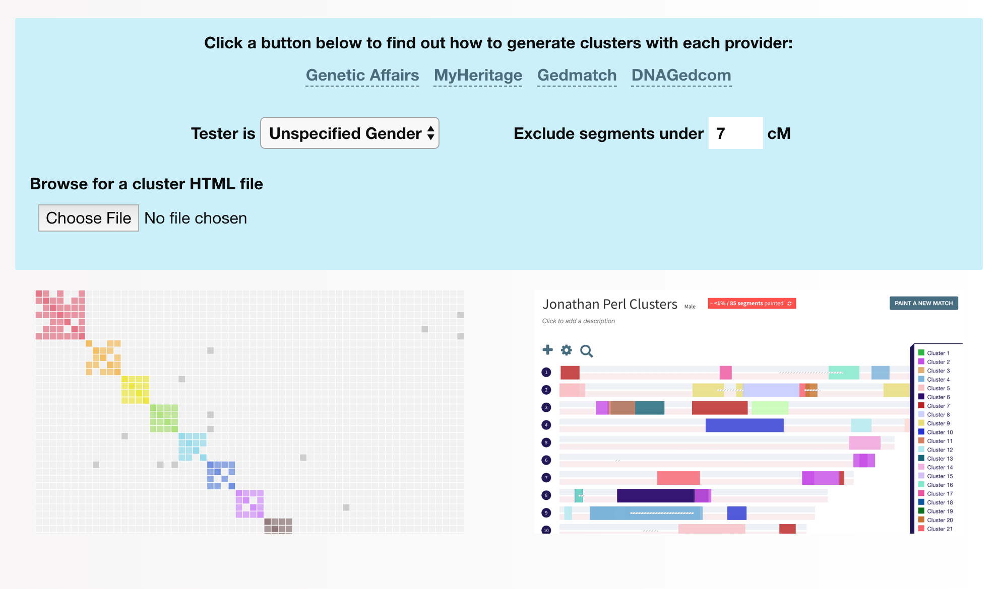 Click a button below to find out how to generate clusters with each provider:
Genetic Affairs MyHeritage Gedmatch DNAGedcom
Tester is Unspecified Gender Exclude segments under 7 cM
Browse for a cluster HTML file
Choose File No file chosen
Jonathan Perl Clusters Male ~ <1% / 85 segments painted PAINT A NEW MATCH
Click to add a description
Cluster 1
Cluster 2
Cluster 3
Cluster 4
Cluster 5
Cluster 6
Cluster 7
Cluster 8
Cluster 9
Cluster 10
Cluster 11
Cluster 12
Cluster 13
Cluster 14
Cluster 15
Cluster 16
Cluster 17
Cluster 18
Cluster 19
Cluster 20
Cluster 21
1
2
3
4
5
6
7
8
9
10